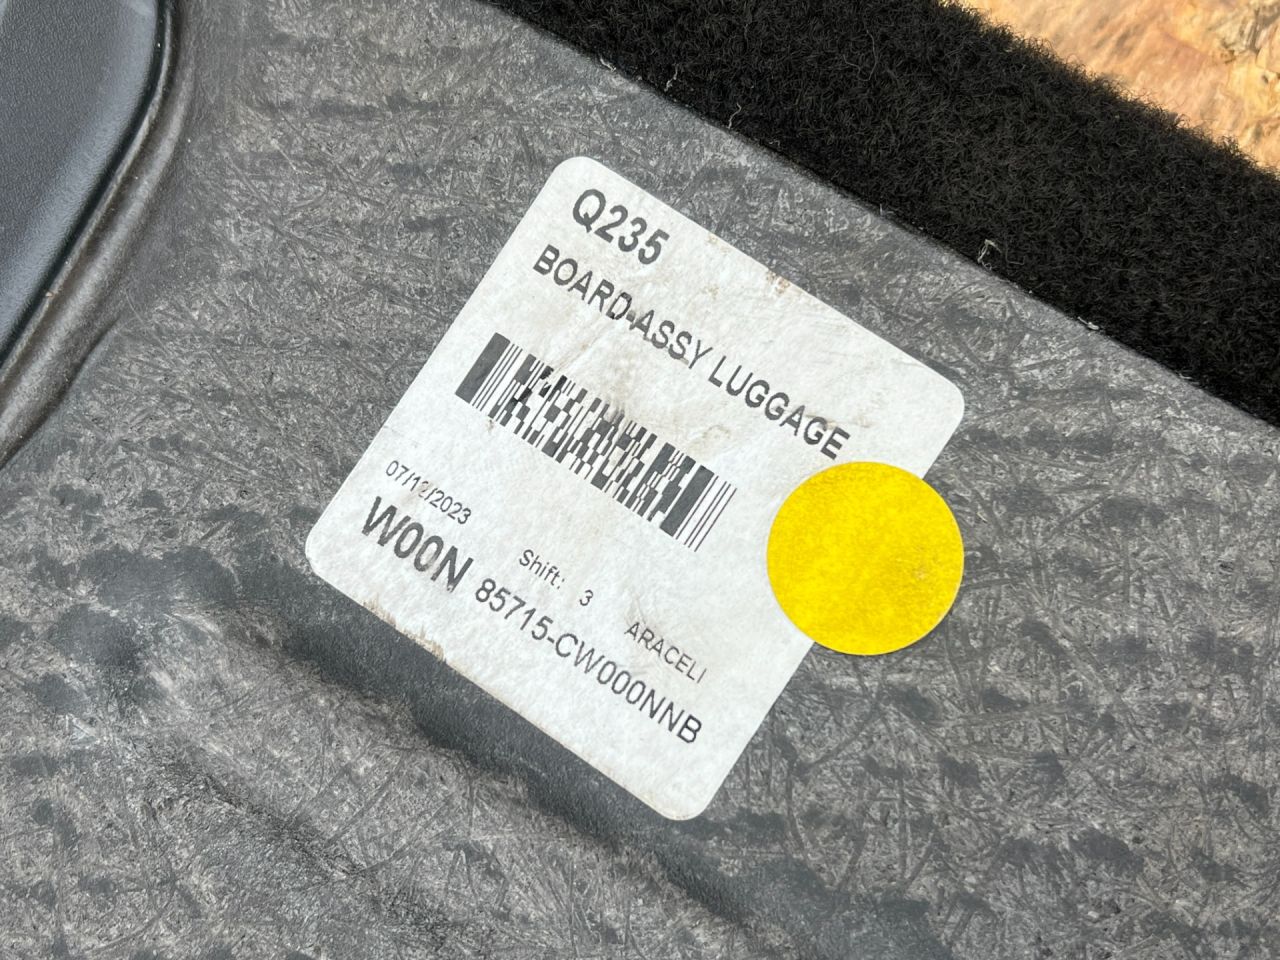 Q235
BOARD-ASSY LUGGAGE
07/12/2023
Shift: 3
ARACELI
W00N 85715-CW000NNB